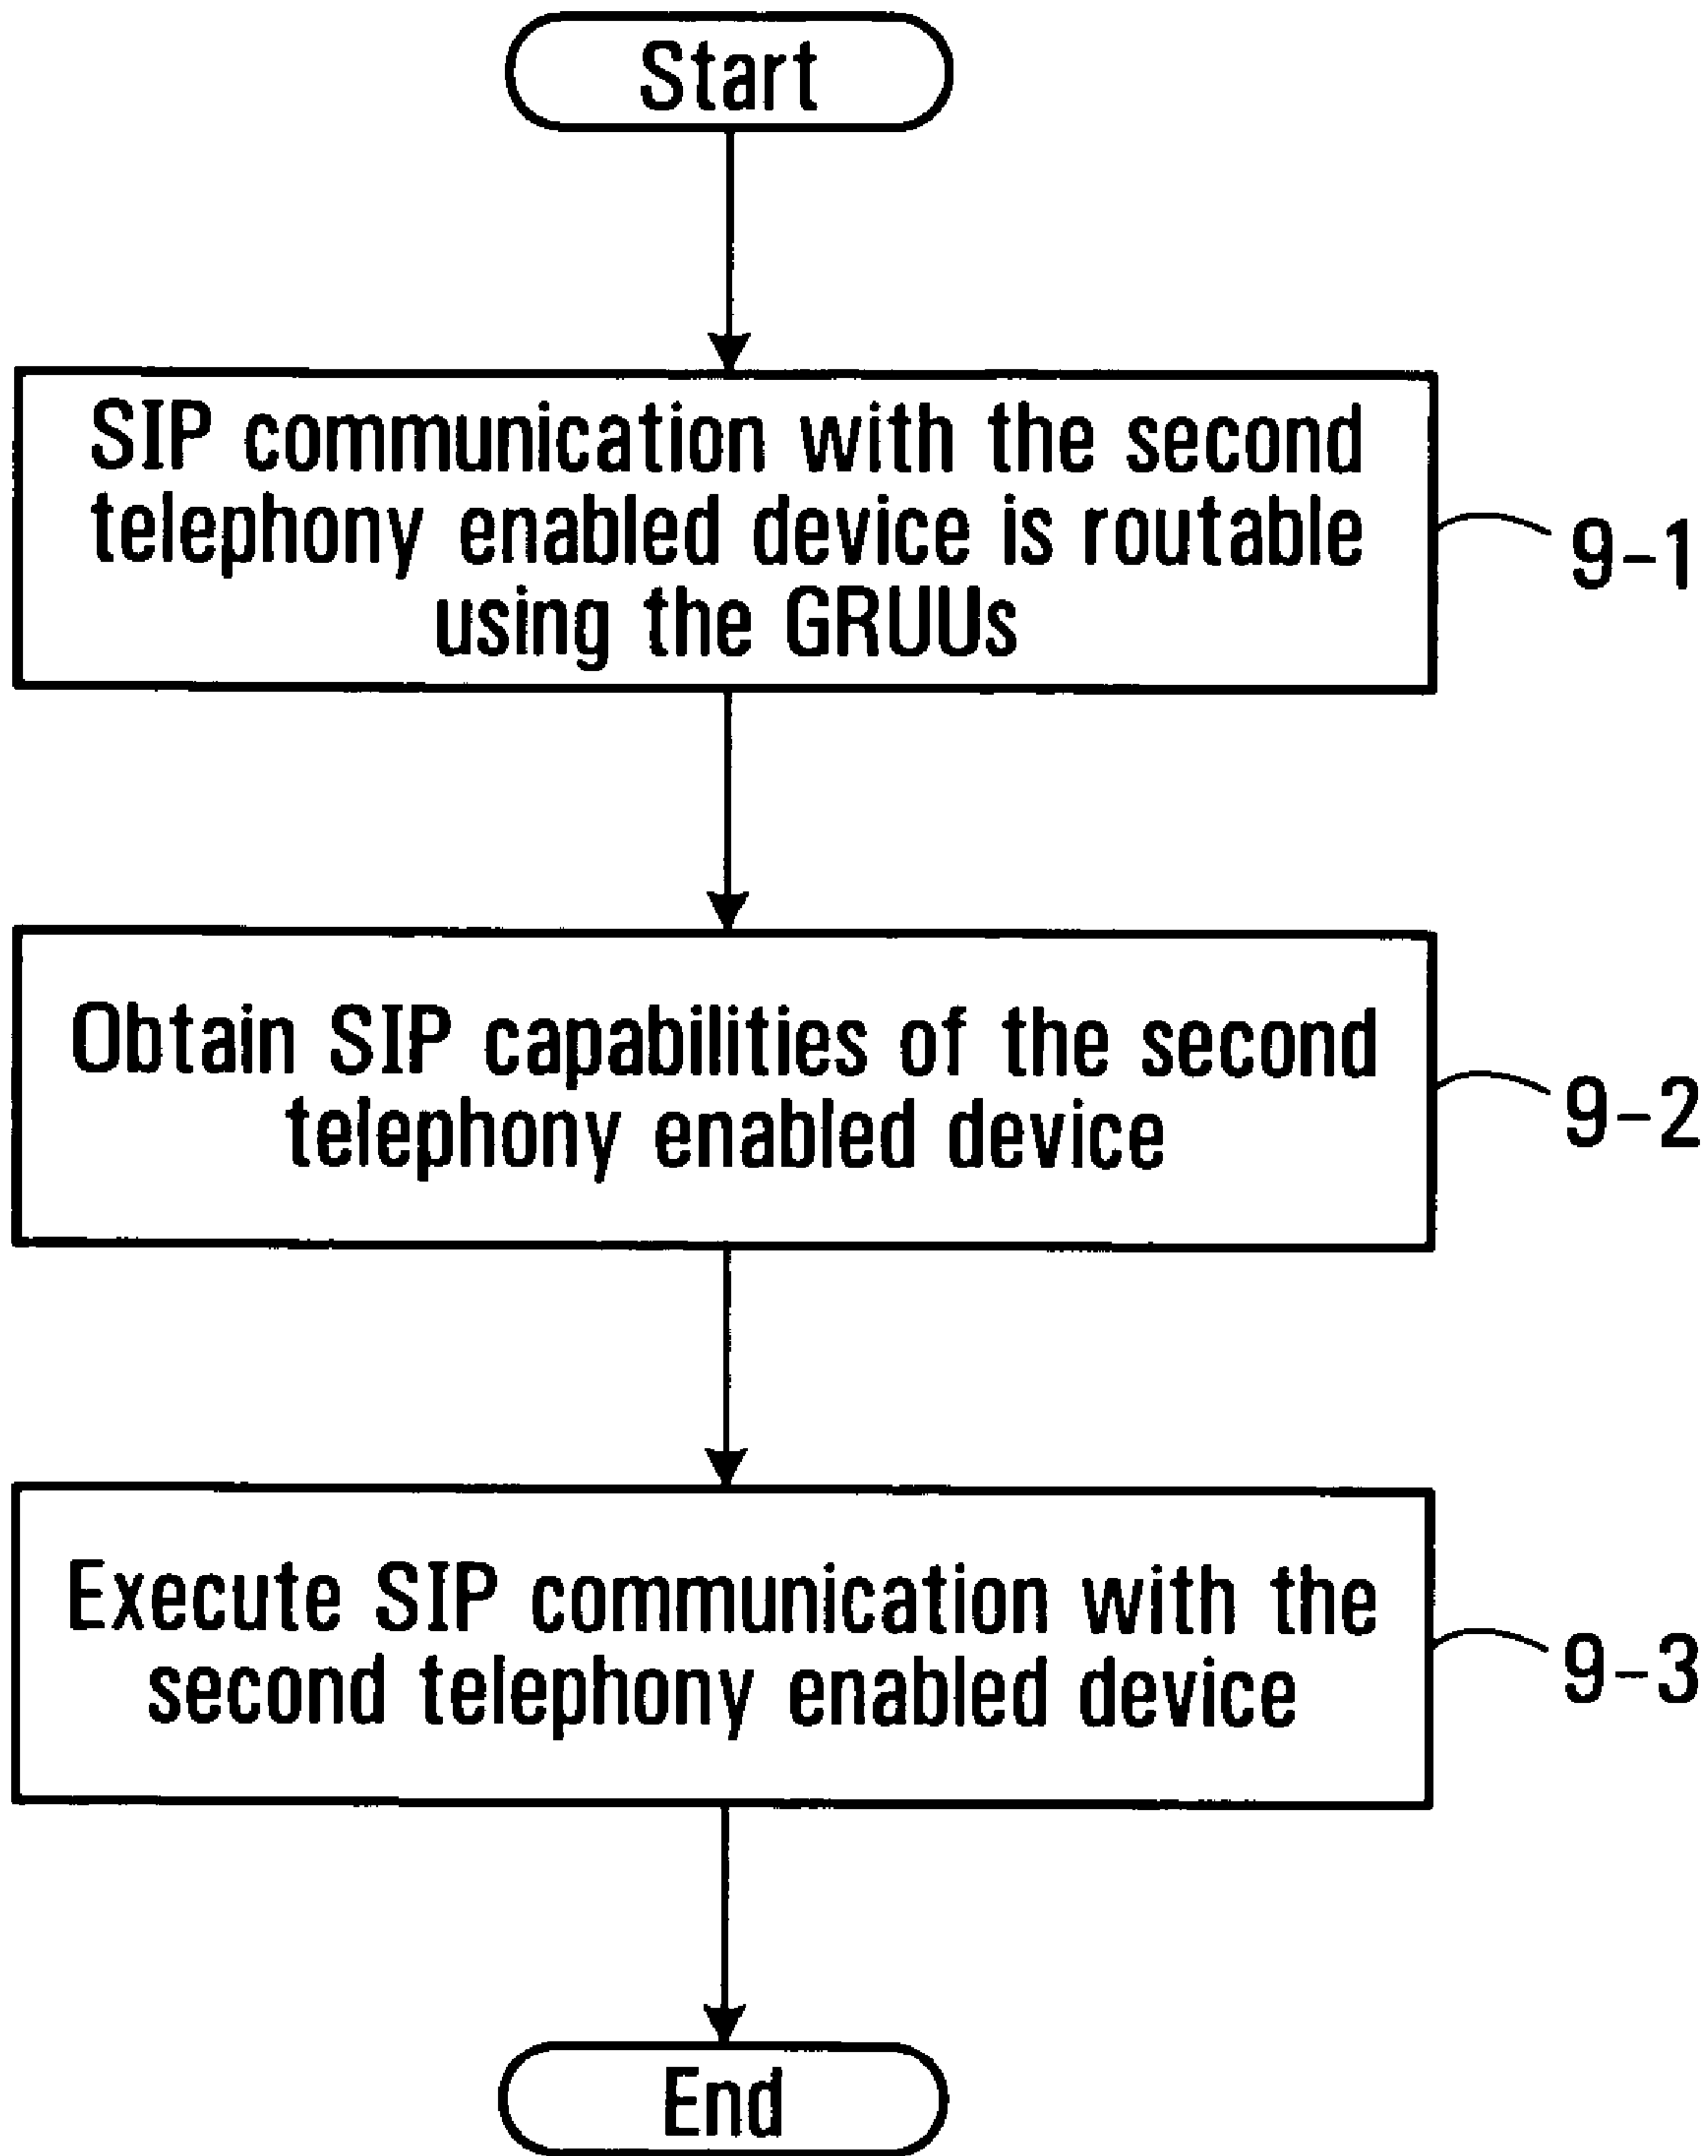 Start
SIP communication with the second
telephony enabled device is routable
using the GRUUs
9-1
Obtain SIP capabilities of the second
telephony enabled device
9-2
Execute SIP communication with the
second telephony enabled device
9-3
End